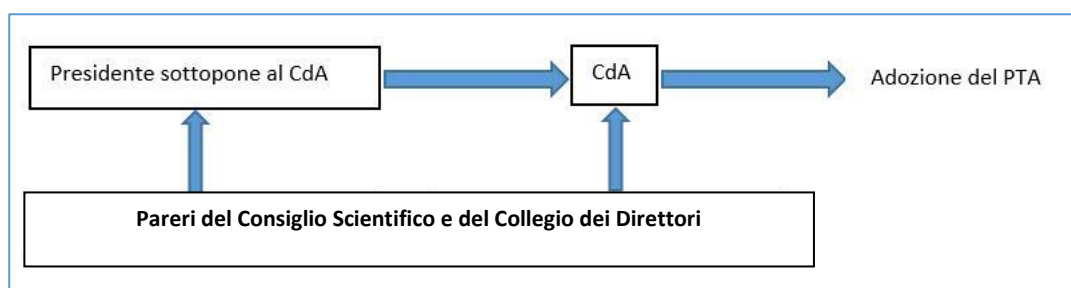 Presidente sottopone al CdA
CdA
Adozione del PTA
Pareri del Consiglio Scientifico e del Collegio dei Direttori